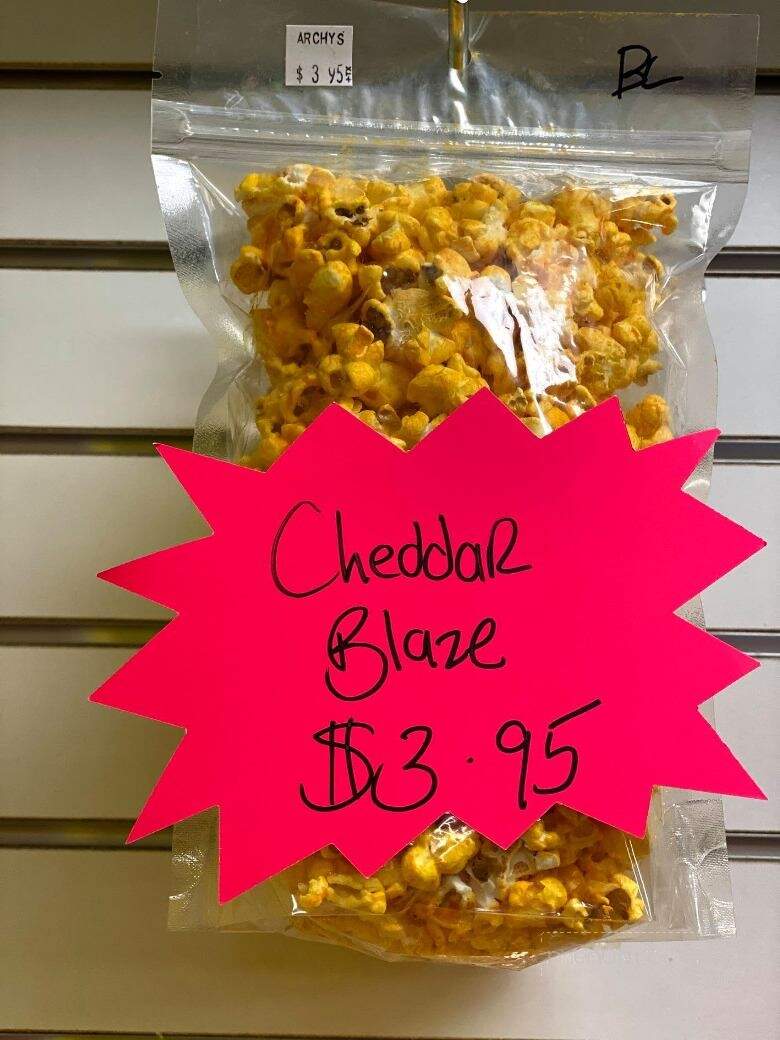 ARCHYS
$ 3 95
BL
Cheddar
Blaze
$3.95